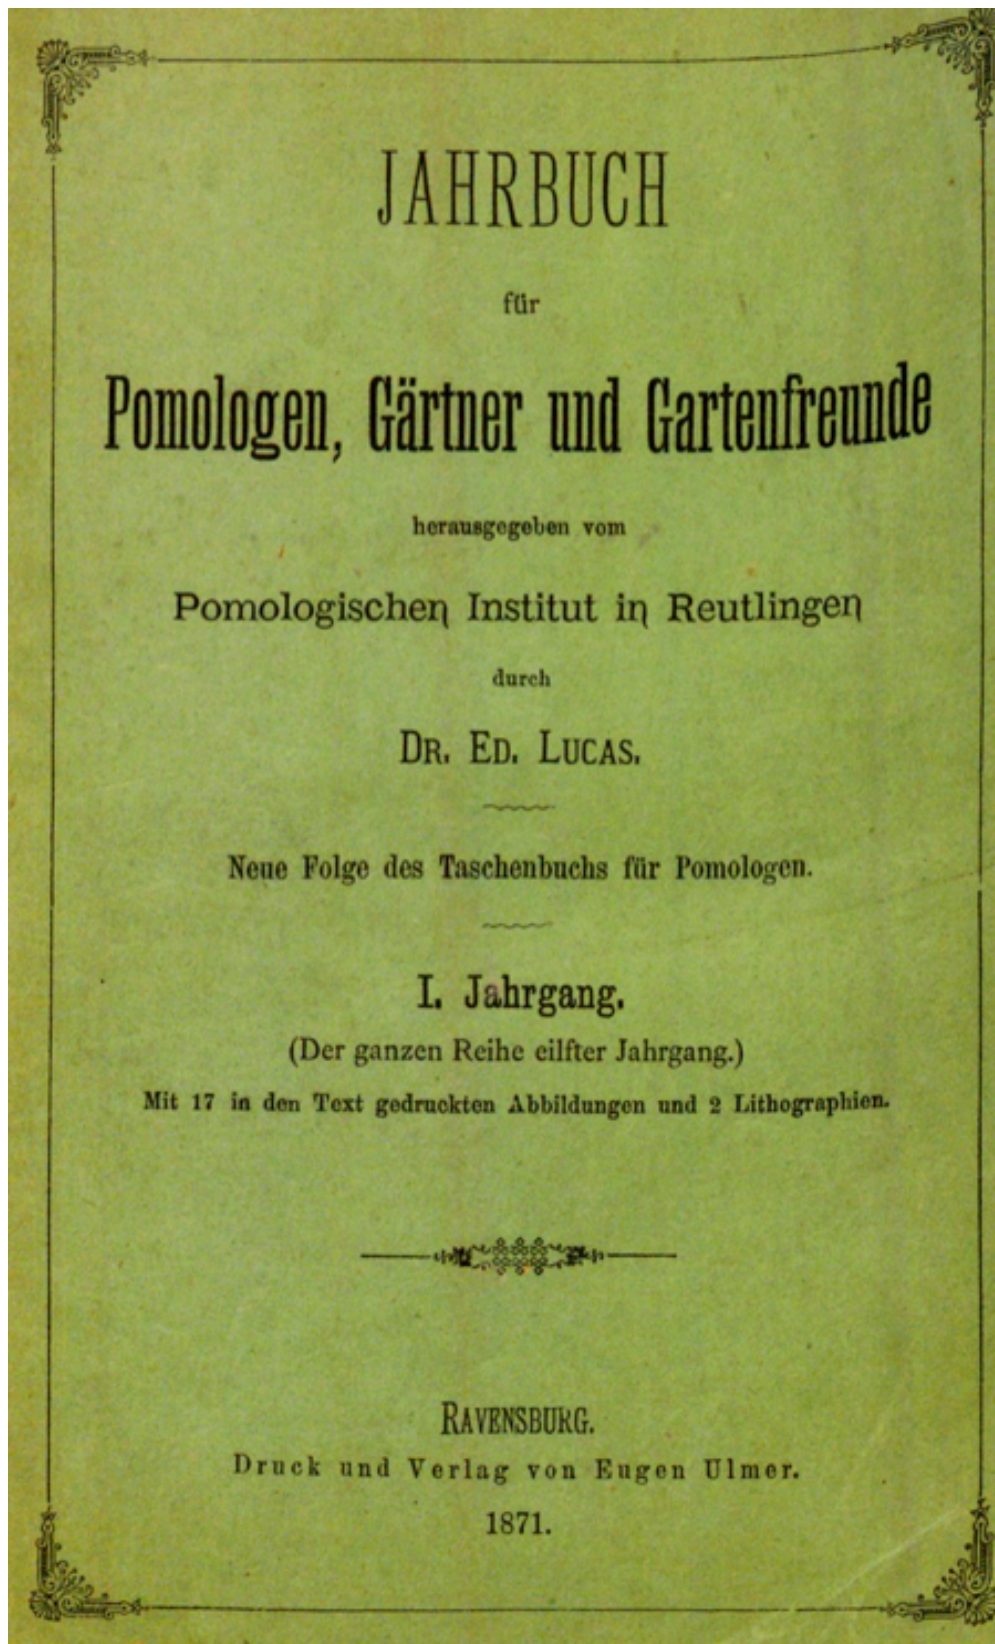 JAHRBUCH
für
Pomologen, Gärtner und Gartenfreunde
herausgegeben vom
Pomologischen Institut in Reutlingen
durch
DR. ED. LUCAS.
Neue Folge des Taschenbuchs für Pomologen.
I. Jahrgang.
(Der ganzen Reihe eilfter Jahrgang.)
Mit 17 in den Text gedruckten Abbildungen und 2 Lithographien.
RAVENSBURG.
Druck und Verlag von Eugen Ulmer.
1871.